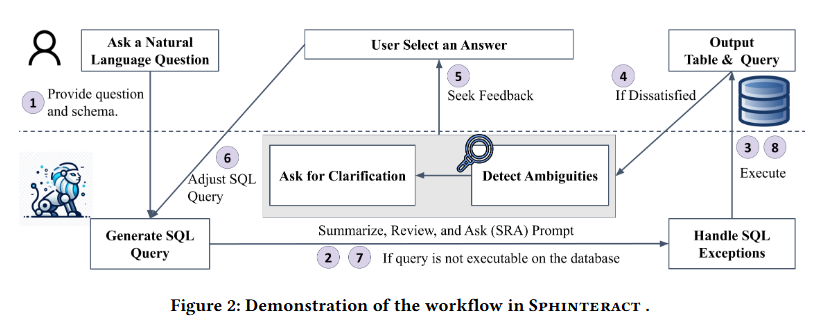 Ask a Natural
Language Question
User Select an Answer
Output
Table & Query
1
Provide question
and schema.
5
Seek Feedback
4
If Dissatisfied
6
Adjust SQL
Query
Ask for Clarification
Detect Ambiguities
3 8
Execute
Generate SQL
Query
Summarize, Review, and Ask (SRA) Prompt
2 7 If query is not executable on the database
Handle SQL
Exceptions
Figure 2: Demonstration of the workflow in SPHINTERACT .